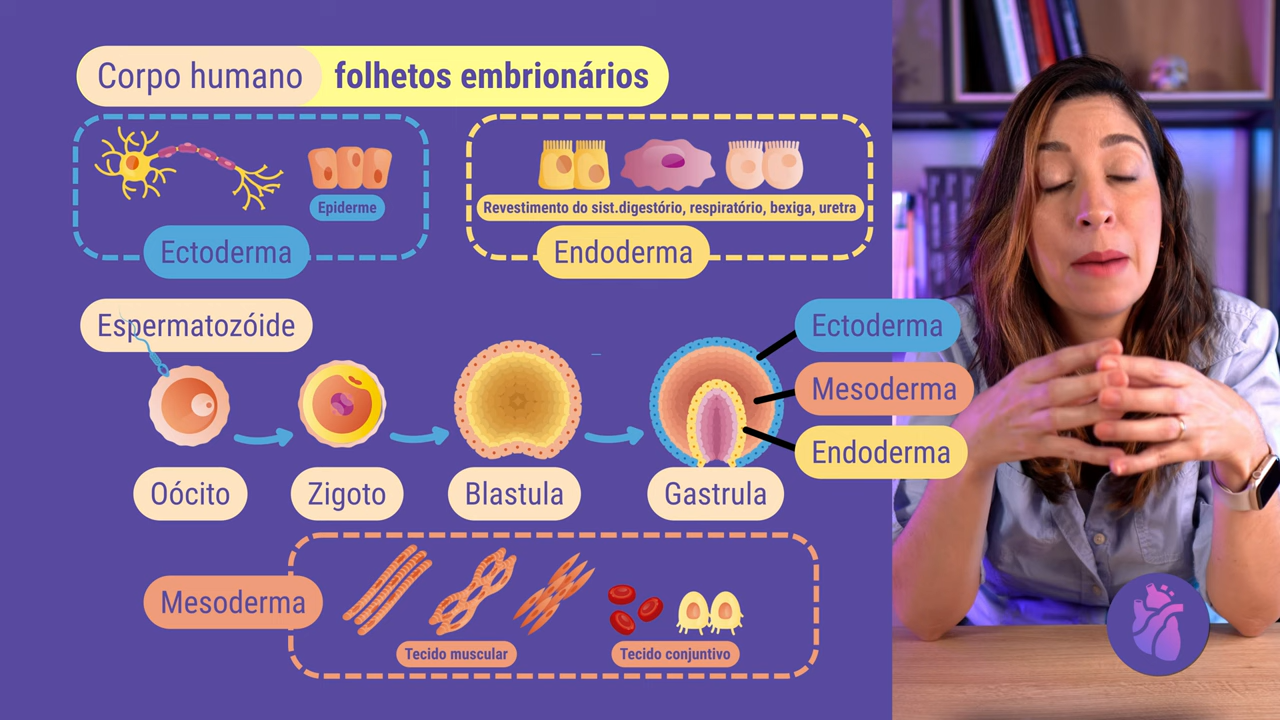 Corpo humano folhetos embrionários
Epiderme
Ectoderma
Revestimento do sist.digestório, respiratório, bexiga, uretra
Endoderma
Espermatozóide
Ectoderma
Mesoderma
Endoderma
Oócito
Zigoto
Blastula
Gastrula
Mesoderma
Tecido muscular
Tecido conjuntivo